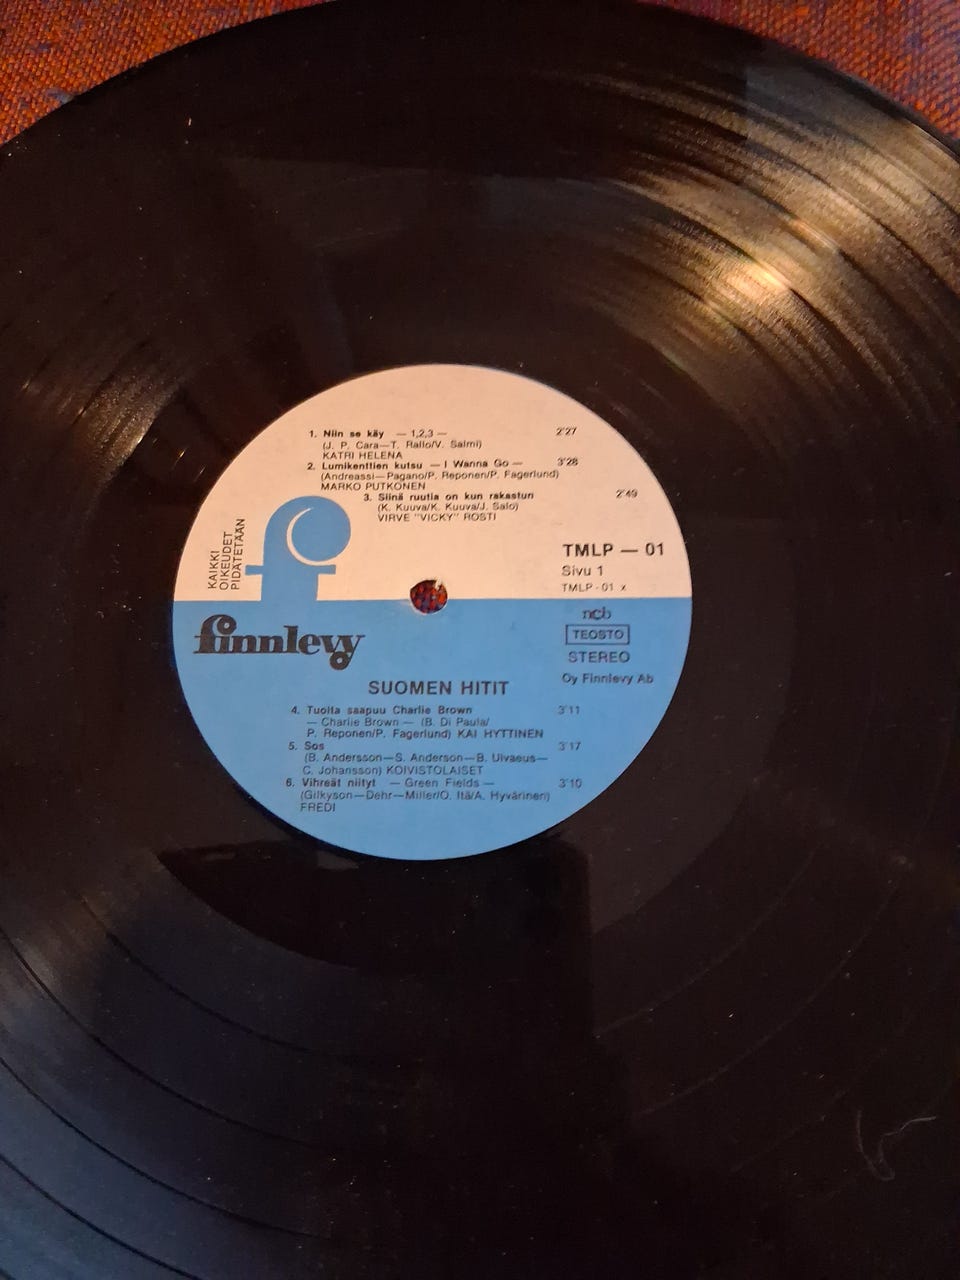 1. Niin se käy — 1,2,3 — 2'27
(J. P. Cara—T. Rallo/V. Salmi)
KATRI HELENA
2. Lumikenttien kutsu — I Wanna Go — 3'28
(Andreassi—Pagano/P. Reponen/P. Fagerlund)
MARKO PUTKONEN
3. Siinä ruutia on kun rakastun 2'49
(K. Kuuva/K. Kuuva/J. Salo)
VIRVE "VICKY" ROSTI
KAIKKI
OIKEUDET
PIDÄTETÄÄN
TMLP — 01
Sivu 1
TMLP - 01 x
f
finnlevy
ncb
TEOSTO
STEREO
Oy Finnlevy Ab
SUOMEN HITIT
4. Tuolta saapuu Charlie Brown 3'11
— Charlie Brown — (B. Di Paula/
P. Reponen/P. Fagerlund) KAI HYTTINEN
5. Sos 3'17
(B. Andersson—S. Anderson—B. Ulvaeus—
C. Johansson) KOIVISTOLAISET
6. Vihreät niityt — Green Fields — 3'10
(Gilkyson—Dehr—Miller/O. Itä/A. Hyvärinen)
FREDI